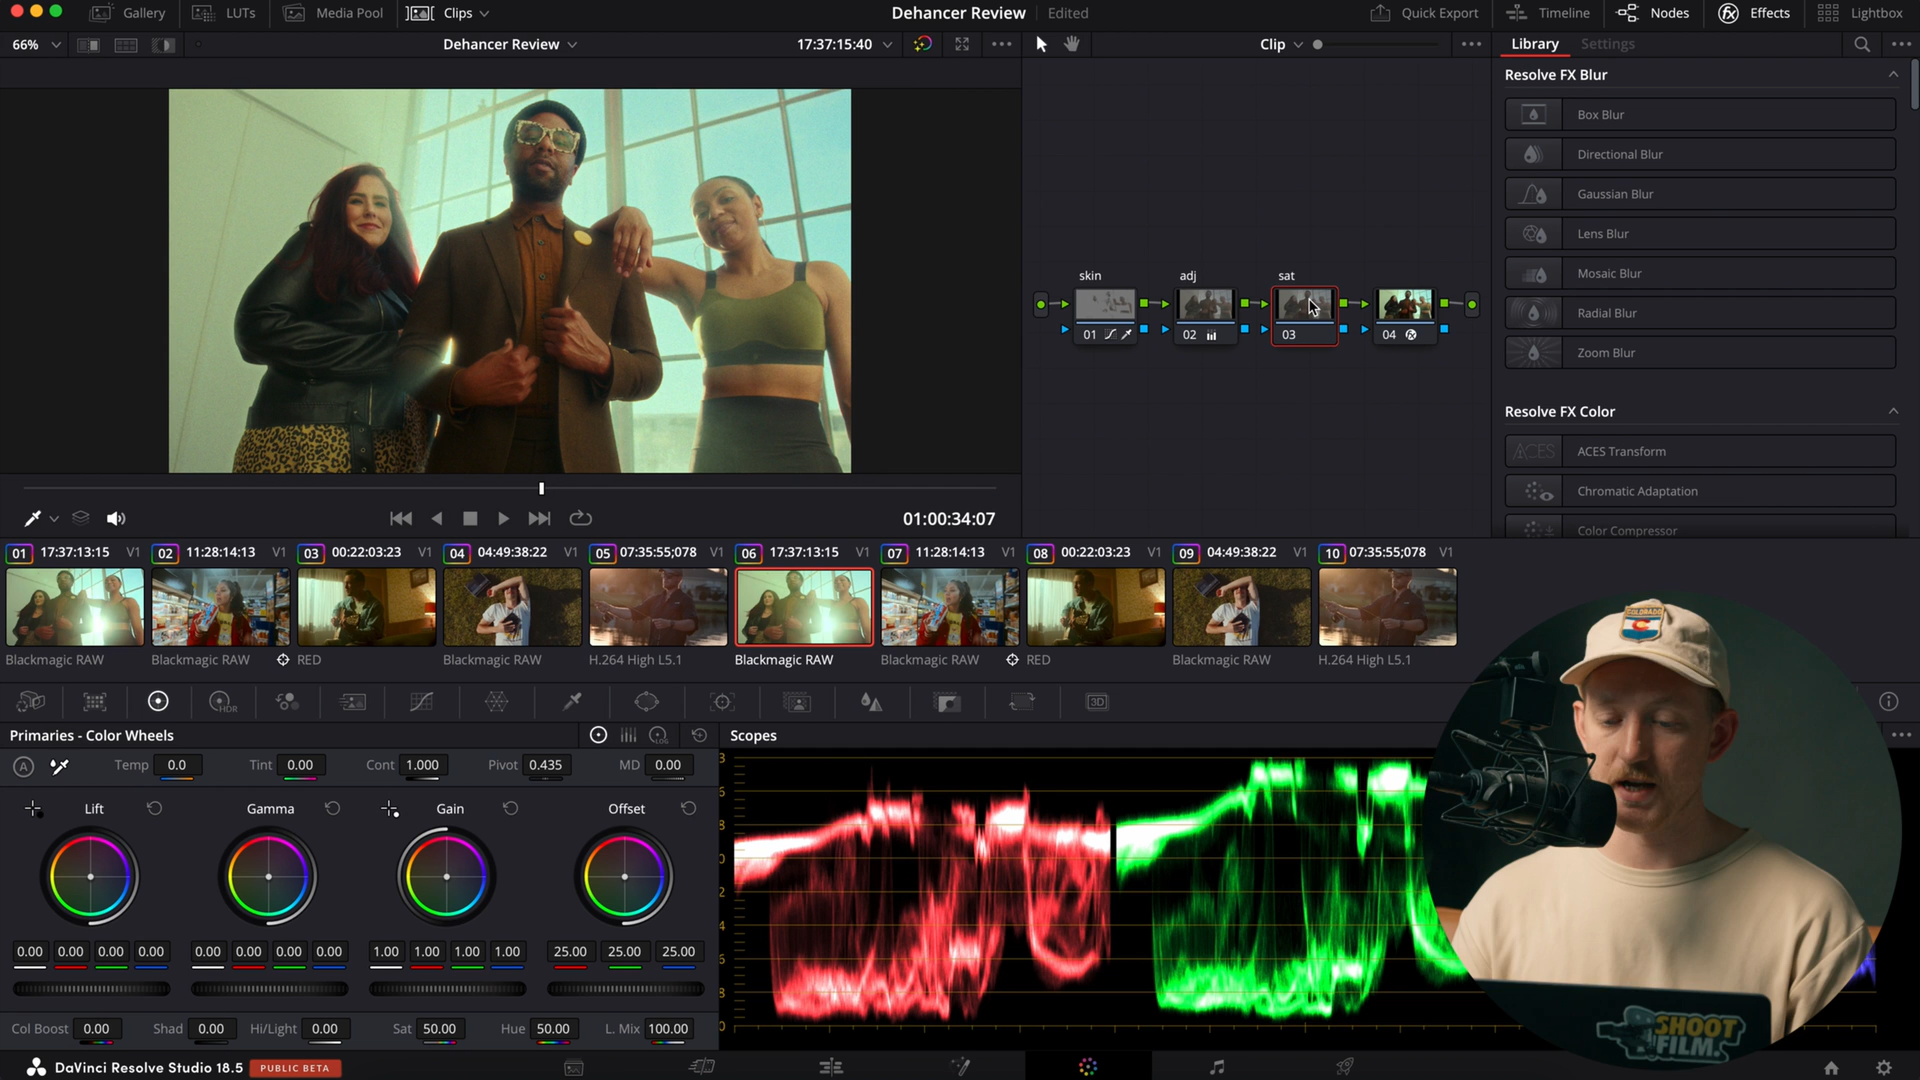 Gallery LUTs Media Pool Clips Dehancer Review Edited Quick Export Timeline Nodes Effects Lightbox
66% Dehancer Review 17:37:15:40 Clip Library Settings
Resolve FX Blur
Box Blur
Directional Blur
Gaussian Blur
Lens Blur
Mosaic Blur
Radial Blur
Zoom Blur
Resolve FX Color
ACES ACES Transform
Chromatic Adaptation
Color Compressor
skin adj sat
01 02 03 04
01:00:34:07
01 17:37:13:15 V1 02 11:28:14:13 V1 03 00:22:03:23 V1 04 04:49:38:22 V1 05 07:35:55;078 V1 06 17:37:13:15 V1 07 11:28:14:13 V1 08 00:22:03:23 V1 09 04:49:38:22 V1 10 07:35:55;078 V1
Blackmagic RAW Blackmagic RAW RED Blackmagic RAW H.264 High L5.1 Blackmagic RAW Blackmagic RAW RED Blackmagic RAW H.264 High L5.1
HDR 3D
Primaries - Color Wheels LOG Scopes
A Temp 0.0 Tint 0.00 Cont 1.000 Pivot 0.435 MD 0.00
Lift Gamma Gain Offset
0.00 0.00 0.00 0.00 0.00 0.00 0.00 0.00 1.00 1.00 1.00 1.00 25.00 25.00 25.00
Col Boost 0.00 Shad 0.00 Hi/Light 0.00 Sat 50.00 Hue 50.00 L. Mix 100.00
DaVinci Resolve Studio 18.5 PUBLIC BETA
COLORADO
SHOOT
FILM.